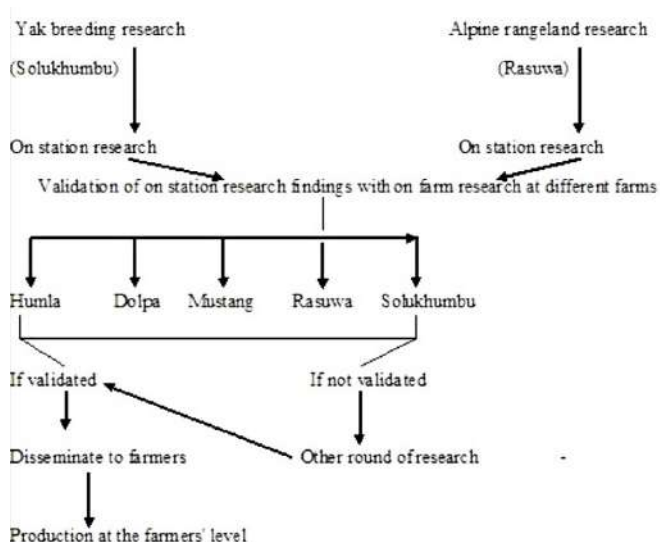 Yak breeding research
Alpine rangeland research
(Solukhumbu)
(Rasuwa)
On station research
On station research
Validation of on station research findings with on farm research at different farms
Humla
Dolpa
Mustang
Rasuwa
Solukhumbu
If validated
If not validated
Disseminate to farmers
Other round of research
-
Production at the farmers' level